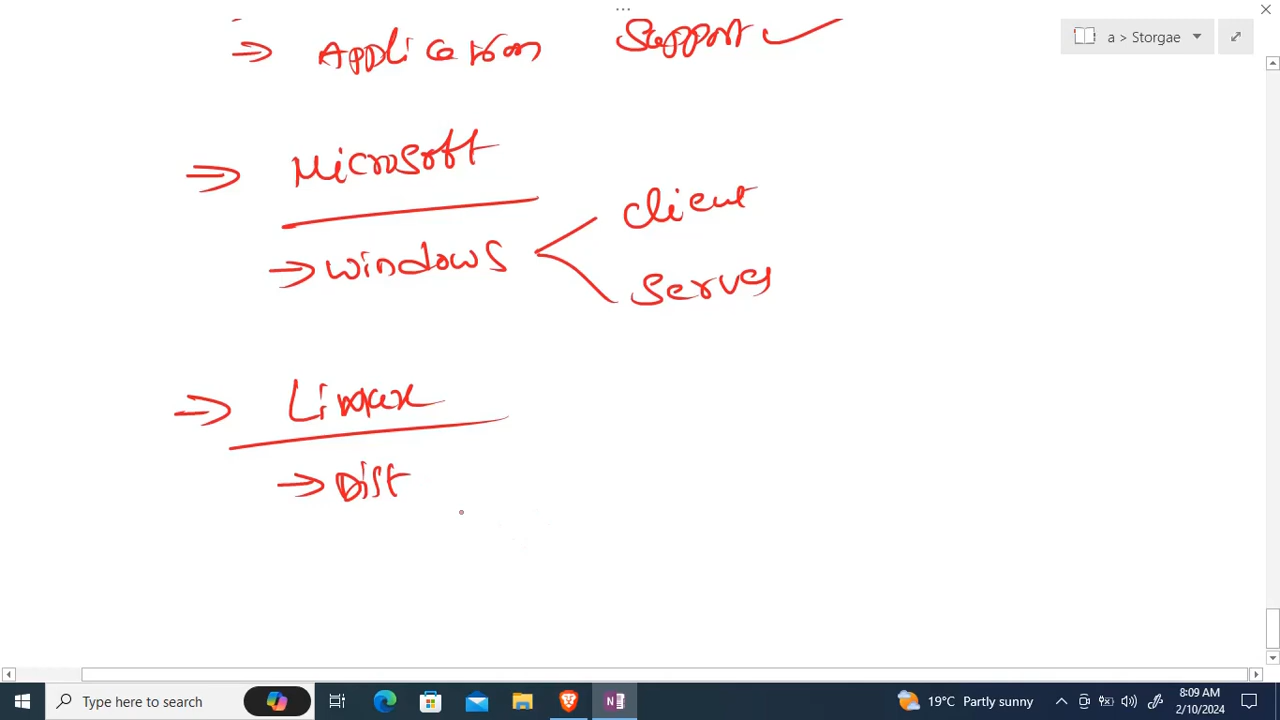 a > Storgae
⇒ Application Support ✓
⇒ Microsoft
→ windows
client
Server
⇒ Linux
→ Dist
Type here to search
19°C Partly sunny
8:09 AM
2/10/2024